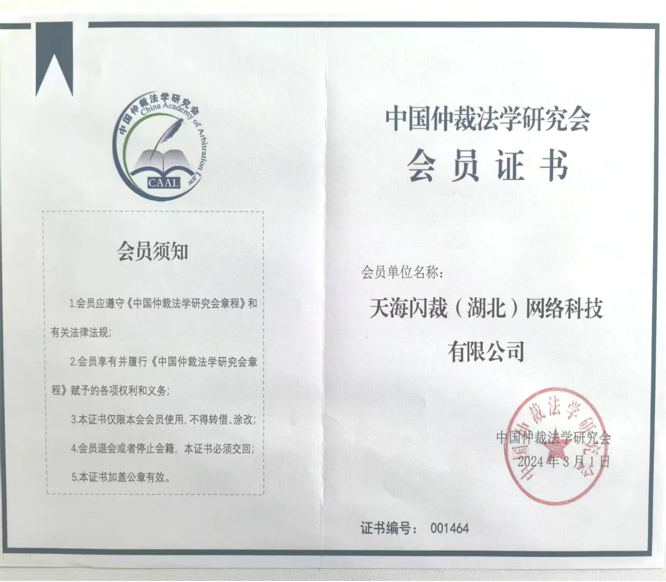 中国仲裁法学研究会
China Academy of Arbitration Law
CAAL
会员须知
1.会员应遵守《中国仲裁法学研究会章程》和
有关法律法规;
2.会员享有并履行《中国仲裁法学研究会章
程》赋予的各项权利和义务;
3.本证书仅限本会会员使用,不得转借、涂改;
4.会员退会或者停止会籍,本证书必须交回;
5.本证书加盖公章有效。
中国仲裁法学研究会
会员证书
会员单位名称:
天海闪裁(湖北)网络科技
有限公司
中国仲裁法学研究会
中国仲裁法学研究会
2024年3月1日
证书编号: 001464